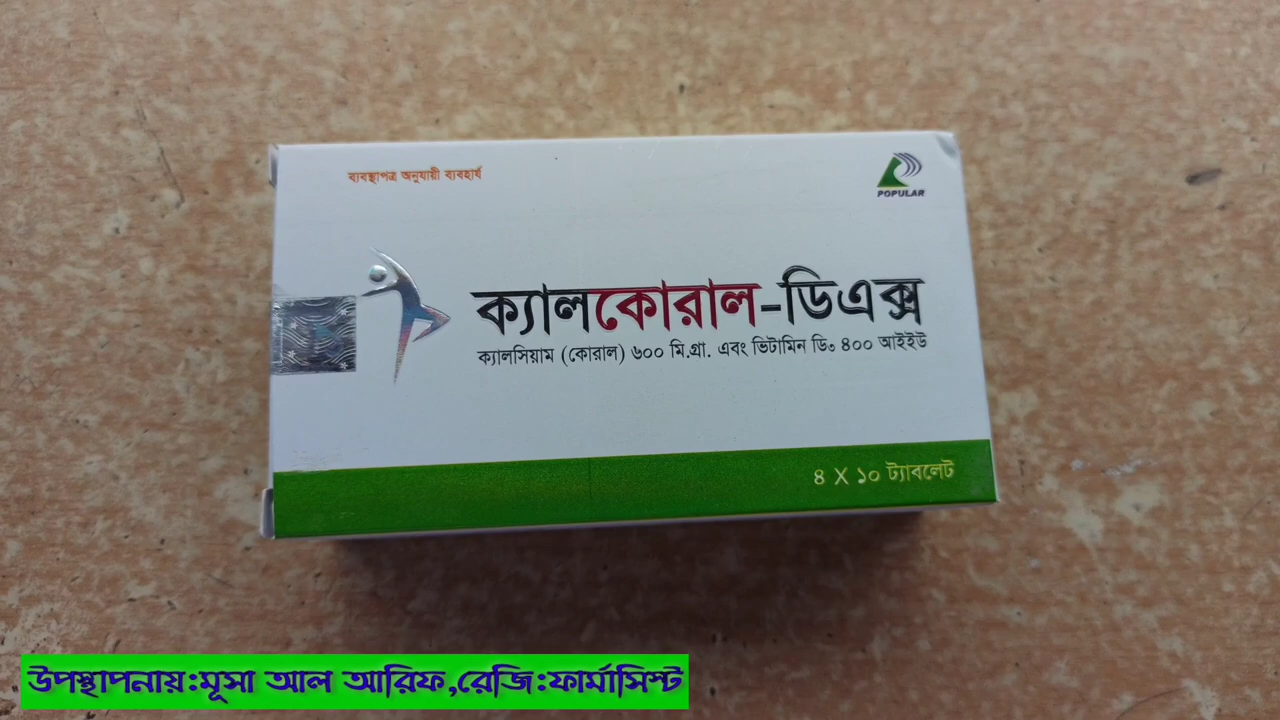 ব্যবস্থাপত্র অনুযায়ী ব্যবহার্য
POPULAR
ক্যালকোরাল-ডিএক্স
ক্যালসিয়াম (কোরাল) ৬০০ মি.গ্রা. এবং ভিটামিন ডি৩ ৪০০ আইইউ
৪ X ১০ ট্যাবলেট
উপস্থাপনায়:মূসা আল আরিফ,রেজি:ফার্মাসিস্ট